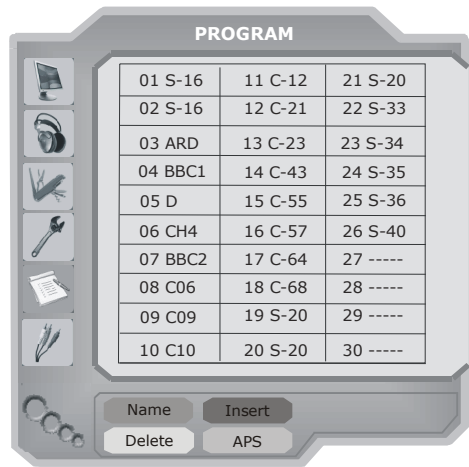 PROGRAM
01 S-16 11 C-12 21 S-20
02 S-16 12 C-21 22 S-33
03 ARD 13 C-23 23 S-34
04 BBC1 14 C-43 24 S-35
05 D 15 C-55 25 S-36
06 CH4 16 C-57 26 S-40
07 BBC2 17 C-64 27 -----
08 C06 18 C-68 28 -----
09 C09 19 S-20 29 -----
10 C10 20 S-20 30 -----
Name Insert
Delete APS